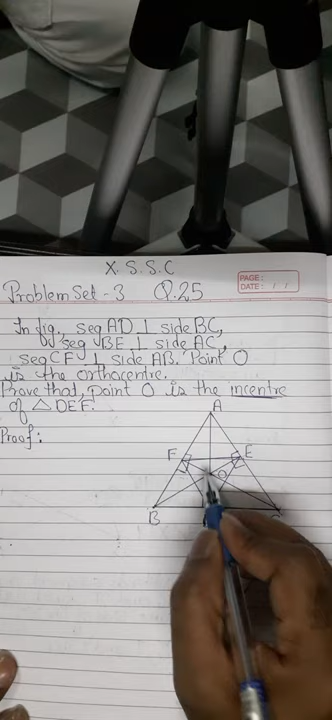 X. S. S. C
PAGE:
DATE: / /
Problem Set - 3 Q.25
In fig., seg AD ⊥ side BC,
seg BE ⊥ side AC,
seg CF ⊥ side AB. Point O
is the orthocentre.
Prove that, point O is the incentre
of △DEF.
Proof:
A
F E
O
B